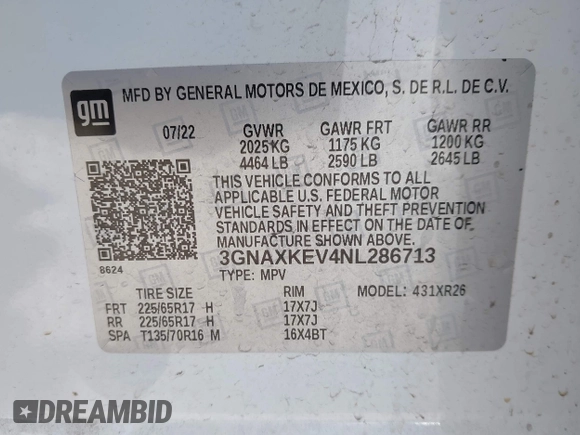 gm
MFD BY GENERAL MOTORS DE MEXICO, S. DE R.L. DE C.V.
07/22 GVWR GAWR FRT GAWR RR
2025 KG 1175 KG 1200 KG
4464 LB 2590 LB 2645 LB
THIS VEHICLE CONFORMS TO ALL
APPLICABLE U.S. FEDERAL MOTOR
VEHICLE SAFETY AND THEFT PREVENTION
STANDARDS IN EFFECT ON THE DATE OF
MANUFACTURE SHOWN ABOVE.
8624
3GNAXKEV4NL286713
TYPE: MPV
TIRE SIZE RIM MODEL: 431XR26
FRT 225/65R17 H 17X7J
RR 225/65R17 H 17X7J
SPA T135/70R16 M 16X4BT
DREAMBID